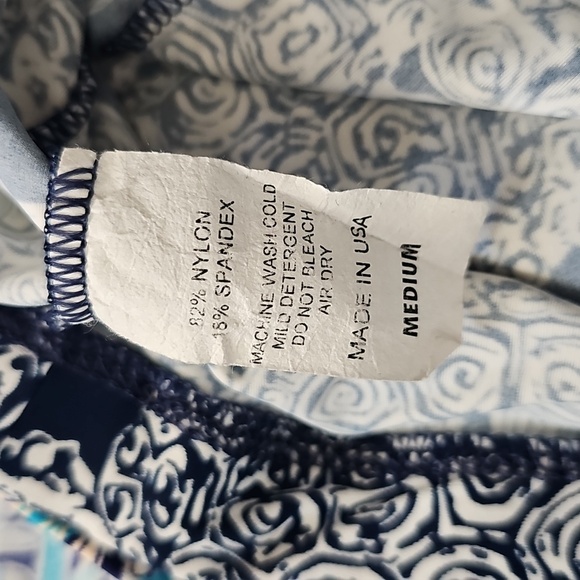 82% NYLON
18% SPANDEX
MACHINE WASH COLD
MILD DETERGENT
DO NOT BLEACH
AIR DRY
MADE IN USA
MEDIUM